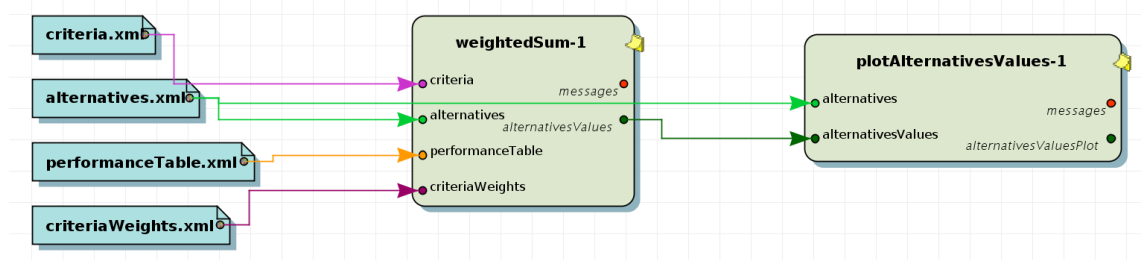 criteria.xml
alternatives.xml
performanceTable.xml
criteriaWeights.xml
weightedSum-1
criteria
messages
alternatives
alternativesValues
performanceTable
criteriaWeights
plotAlternativesValues-1
alternatives
messages
alternativesValues
alternativesValuesPlot